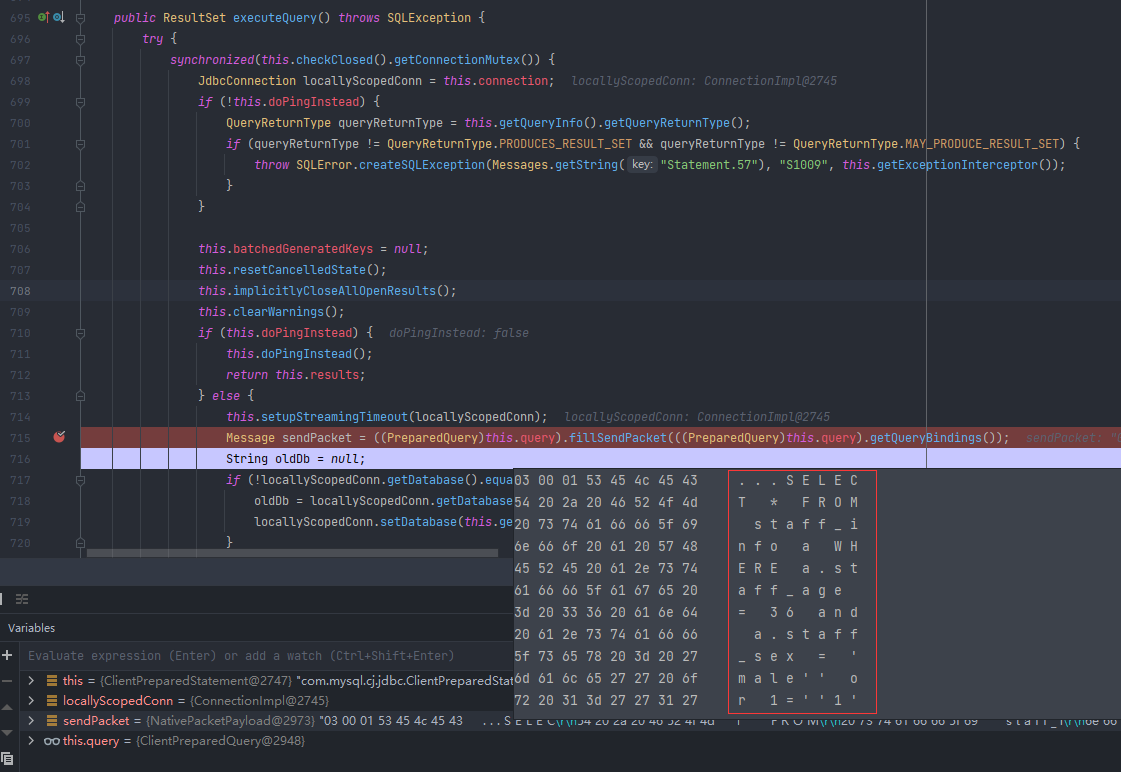 695 public ResultSet executeQuery() throws SQLException {
696 try {
697 synchronized(this.checkClosed().getConnectionMutex()) {
698 JdbcConnection locallyScopedConn = this.connection; locallyScopedConn: ConnectionImpl@2745
699 if (!this.doPingInstead) {
700 QueryReturnType queryReturnType = this.getQueryInfo().getQueryReturnType();
701 if (queryReturnType != QueryReturnType.PRODUCES_RESULT_SET && queryReturnType != QueryReturnType.MAY_PRODUCE_RESULT_SET) {
702 throw SQLError.createSQLException(Messages.getString( key: "Statement.57"), "S1009", this.getExceptionInterceptor());
703 }
704 }
705
706 this.batchedGeneratedKeys = null;
707 this.resetCancelledState();
708 this.implicitlyCloseAllOpenResults();
709 this.clearWarnings();
710 if (this.doPingInstead) { doPingInstead: false
711 this.doPingInstead();
712 return this.results;
713 } else {
714 this.setupStreamingTimeout(locallyScopedConn); locallyScopedConn: ConnectionImpl@2745
715 Message sendPacket = ((PreparedQuery)this.query).fillSendPacket(((PreparedQuery)this.query).getQueryBindings()); sendPacket: "0
716 String oldDb = null;
717 if (!locallyScopedConn.getDatabase().equa
718 oldDb = locallyScopedConn.getDatabase
719 locallyScopedConn.setDatabase(this.ge
720 }
03 00 01 53 45 4c 45 43 . . . S E L E C
54 20 2a 20 46 52 4f 4d T * F R O M
20 73 74 61 66 66 5f 69 s t a f f _ i
6e 66 6f 20 61 20 57 48 n f o a W H
45 52 45 20 61 2e 73 74 E R E a . s t
61 66 66 5f 61 67 65 20 a f f _ a g e
3d 20 33 36 20 61 6e 64 = 3 6 a n d
20 61 2e 73 74 61 66 66 a . s t a f f
5f 73 65 78 20 3d 20 27 _ s e x = '
6d 61 6c 65 27 27 20 6f m a l e ' ' o
72 20 31 3d 27 27 31 27 r 1 = ' ' 1 '
Variables
Evaluate expression (Enter) or add a watch (Ctrl+Shift+Enter)
this = {ClientPreparedStatement@2747} "com.mysql.cj.jdbc.ClientPreparedStat
locallyScopedConn = {ConnectionImpl@2745}
sendPacket = {NativePacketPayload@2973} "03 00 01 53 45 4c 45 43 . . . S E L E C\r\n54 20 2a 20 46 52 4f 4d T * F R O M\r\n20 73 74 61 66 66 5f 69 s t a f f _ i\r\n6e 66
this.query = {ClientPreparedQuery@2948}